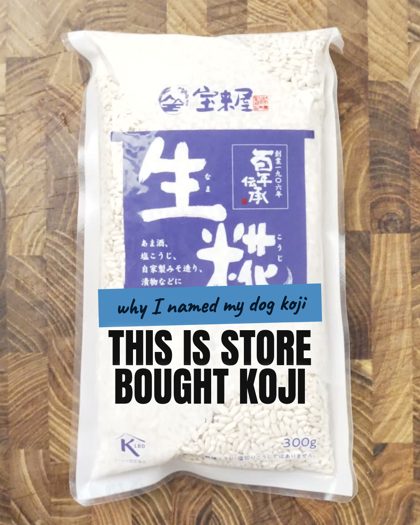 宝来屋
生糀
なま
こうじ
創業一九〇六年
百年伝承
あま酒、
塩こうじ、
自家製みそ造り、
漬物などに
why I named my dog koji
THIS IS STORE
BOUGHT KOJI
300g
K LEO